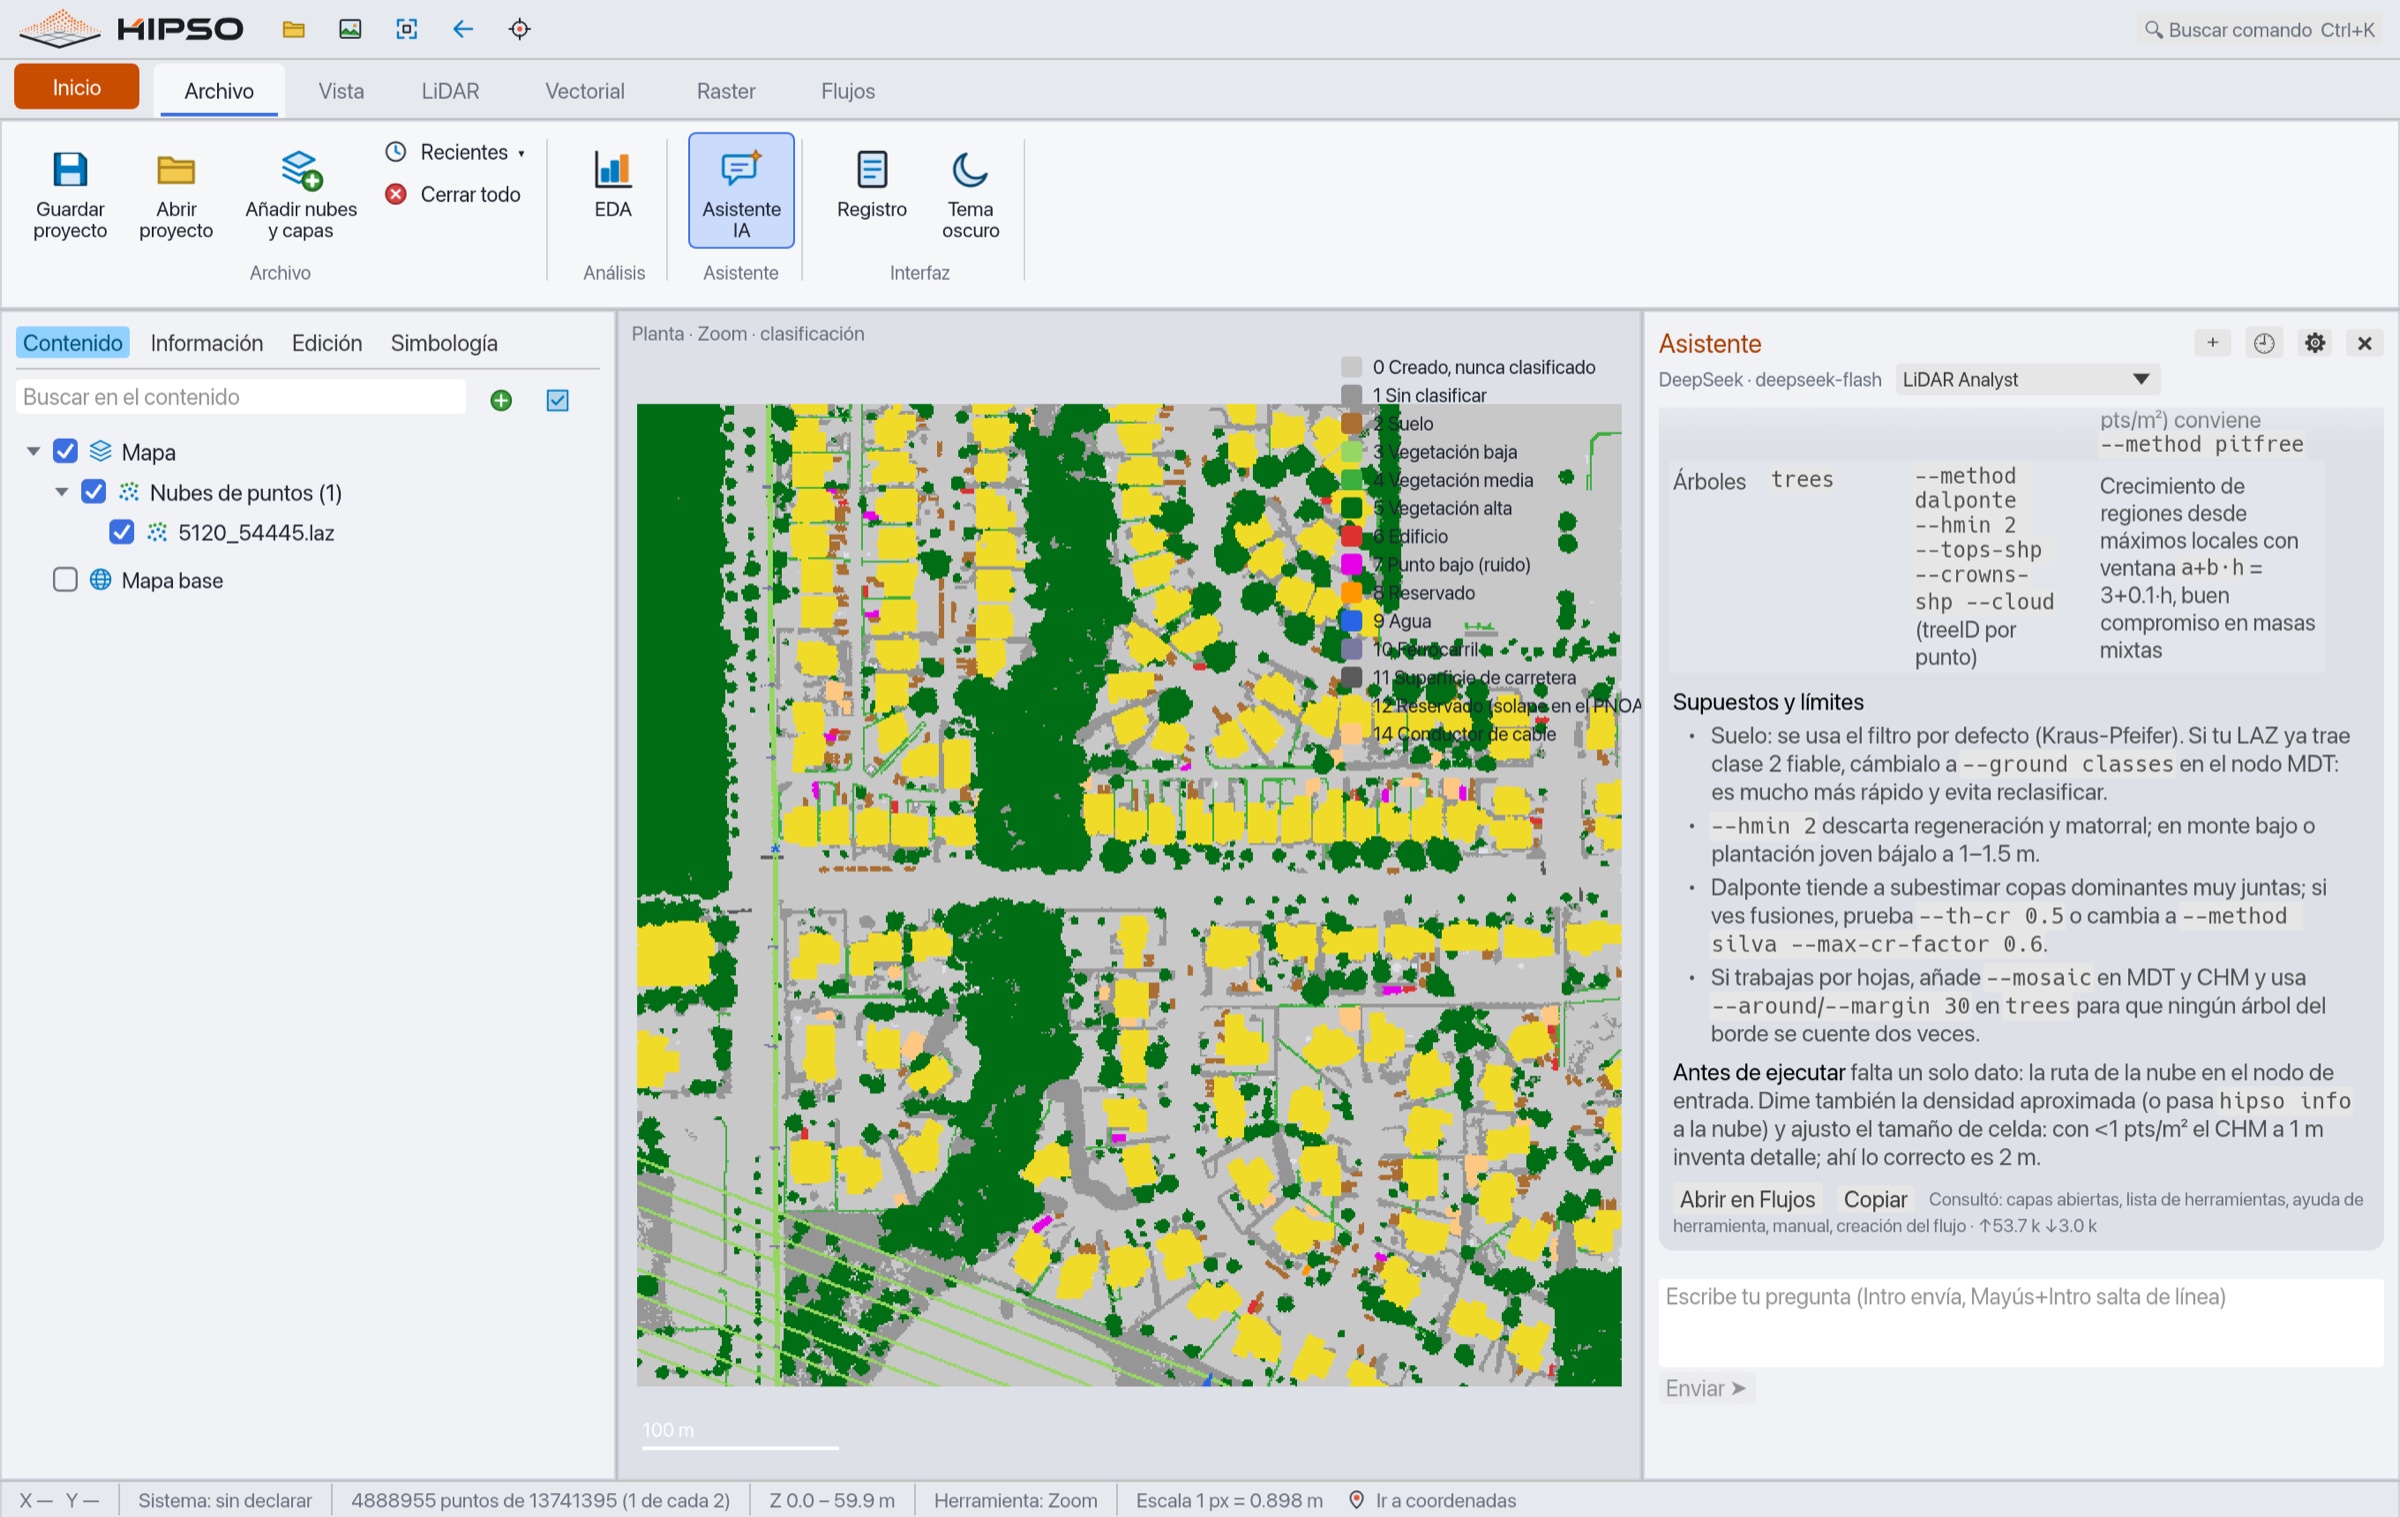 HIPSO
Buscar comando Ctrl+K
Inicio
Archivo
Vista
LiDAR
Vectorial
Raster
Flujos
Guardar
proyecto
Abrir
proyecto
Añadir nubes
y capas
Recientes
Cerrar todo
Archivo
EDA
Análisis
Asistente
IA
Asistente
Registro
Tema
oscuro
Interfaz
Contenido
Información
Edición
Simbología
Buscar en el contenido
Mapa
Nubes de puntos (1)
5120_54445.laz
Mapa base
Planta · Zoom · clasificación
0 Creado, nunca clasificado
1 Sin clasificar
2 Suelo
3 Vegetación baja
4 Vegetación media
5 Vegetación alta
6 Edificio
7 Punto bajo (ruido)
8 Reservado
9 Agua
10 Ferrocarril
11 Superficie de carretera
12 Reservado (solape en el PNOA
14 Conductor de cable
100 m
Asistente
DeepSeek · deepseek-flash
LiDAR Analyst
pts/m²) conviene
--method pitfree
Árboles
trees
--method
dalponte
--hmin 2
--tops-shp
--crowns-
shp --cloud
(treeID por
punto)
Crecimiento de
regiones desde
máximos locales con
ventana a+b·h =
3+0.1·h, buen
compromiso en masas
mixtas
Supuestos y límites
• Suelo: se usa el filtro por defecto (Kraus-Pfeifer). Si tu LAZ ya trae
clase 2 fiable, cámbialo a --ground classes en el nodo MDT:
es mucho más rápido y evita reclasificar.
• --hmin 2 descarta regeneración y matorral; en monte bajo o
plantación joven bájalo a 1–1.5 m.
• Dalponte tiende a subestimar copas dominantes muy juntas; si
ves fusiones, prueba --th-cr 0.5 o cambia a --method
silva --max-cr-factor 0.6.
• Si trabajas por hojas, añade --mosaic en MDT y CHM y usa
--around/--margin 30 en trees para que ningún árbol del
borde se cuente dos veces.
Antes de ejecutar falta un solo dato: la ruta de la nube en el nodo de
entrada. Dime también la densidad aproximada (o pasa hipso info
a la nube) y ajusto el tamaño de celda: con <1 pts/m² el CHM a 1 m
inventa detalle; ahí lo correcto es 2 m.
Abrir en Flujos
Copiar
Consultó: capas abiertas, lista de herramientas, ayuda de
herramienta, manual, creación del flujo · ↑53.7 k ↓3.0 k
Escribe tu pregunta (Intro envía, Mayús+Intro salta de línea)
Enviar ➤
X — Y —
Sistema: sin declarar
4888955 puntos de 13741395 (1 de cada 2)
Z 0.0 – 59.9 m
Herramienta: Zoom
Escala 1 px = 0.898 m
Ir a coordenadas